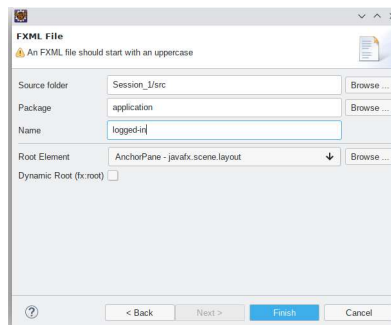 FXML File
An FXML file should start with an uppercase
Source folder Session_1/src Browse ...
Package application Browse ...
Name logged-in
Root Element AnchorPane - javafx.scene.layout Browse ...
Dynamic Root (fx:root)
? < Back Next > Finish Cancel